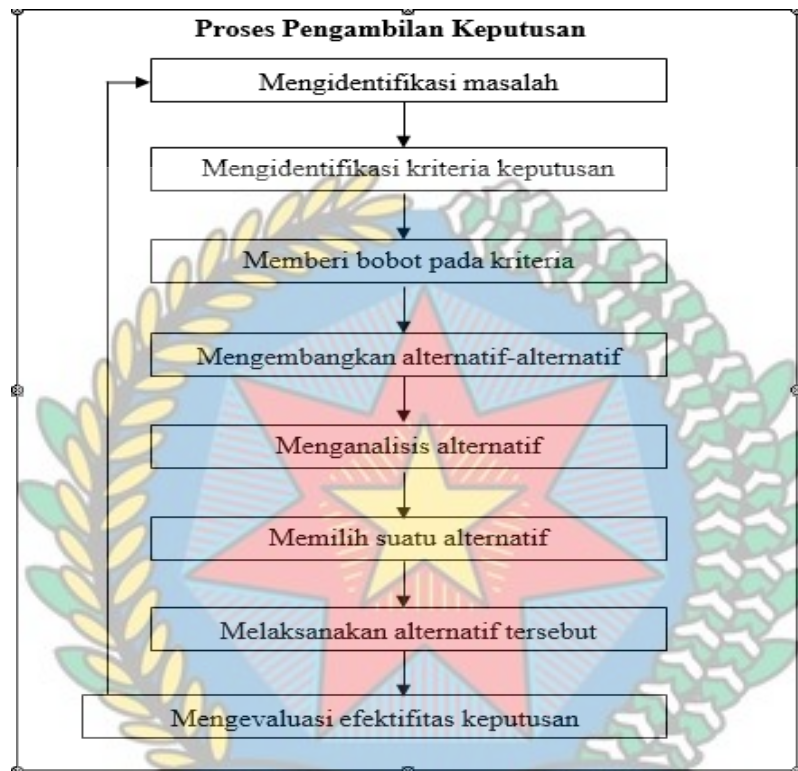 Proses Pengambilan Keputusan
Mengidentifikasi masalah
Mengidentifikasi kriteria keputusan
Memberi bobot pada kriteria
Mengembangkan alternatif-alternatif
Menganalisis alternatif
Memilih suatu alternatif
Melaksanakan alternatif tersebut
Mengevaluasi efektifitas keputusan